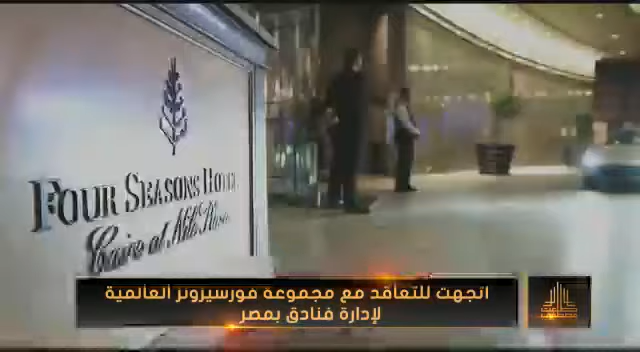 FOUR SEASONS HOTEL
Cairo at Nile Plaza
اتجهت للتعاقد مع مجموعة فورسيزونز العالمية
لإدارة فنادق بمصر